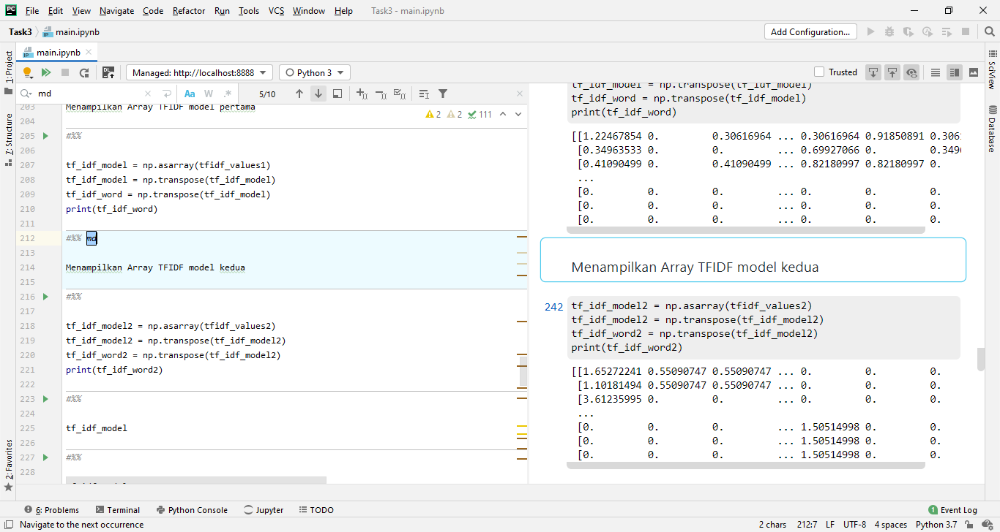 File Edit View Navigate Code Refactor Run Tools VCS Window Help Task3 - main.ipynb
Task3 main.ipynb Add Configuration...
main.ipynb
Managed: http://localhost:8888 Python 3 Trusted
md Aa W .* 5/10
1: Project
7: Structure
2: Favorites
SciView
Database
2 2 111
203 Menampilkan Array TFIDF model pertama
204
205 #%%
206
207 tf_idf_model = np.asarray(tfidf_values1)
208 tf_idf_model = np.transpose(tf_idf_model)
209 tf_idf_word = np.transpose(tf_idf_model)
210 print(tf_idf_word)
211
212 #%% md
213
214 Menampilkan Array TFIDF model kedua
215
216 #%%
217
218 tf_idf_model2 = np.asarray(tfidf_values2)
219 tf_idf_model2 = np.transpose(tf_idf_model2)
220 tf_idf_word2 = np.transpose(tf_idf_model2)
221 print(tf_idf_word2)
222
223 #%%
224
225 tf_idf_model
226
227 #%%
228
tf_idf_model = np.transpose(tf_idf_model)
tf_idf_word = np.transpose(tf_idf_model)
print(tf_idf_word)
[[1.22467854 0. 0.30616964 ... 0.30616964 0.91850891 0.306
[0.34963533 0. 0. ... 0.69927066 0. 0.349
[0.41090499 0. 0.41090499 ... 0.82180997 0.82180997 0.
...
[0. 0. 0. ... 0. 0. 0.
[0. 0. 0. ... 0. 0. 0.
[0. 0. 0. ... 0. 0. 0.
Menampilkan Array TFIDF model kedua
242 tf_idf_model2 = np.asarray(tfidf_values2)
tf_idf_model2 = np.transpose(tf_idf_model2)
tf_idf_word2 = np.transpose(tf_idf_model2)
print(tf_idf_word2)
[[1.65272241 0.55090747 0.55090747 ... 0. 0. 0.
[1.10181494 0.55090747 0.55090747 ... 0. 0. 0.
[3.61235995 0. 0. ... 0. 0. 0.
...
[0. 0. 0. ... 1.50514998 0. 0.
[0. 0. 0. ... 1.50514998 0. 0.
[0. 0. 0. ... 1.50514998 0. 0.
6: Problems Terminal Python Console Jupyter TODO 1 Event Log
Navigate to the next occurrence 2 chars 212:7 LF UTF-8 4 spaces Python 3.7